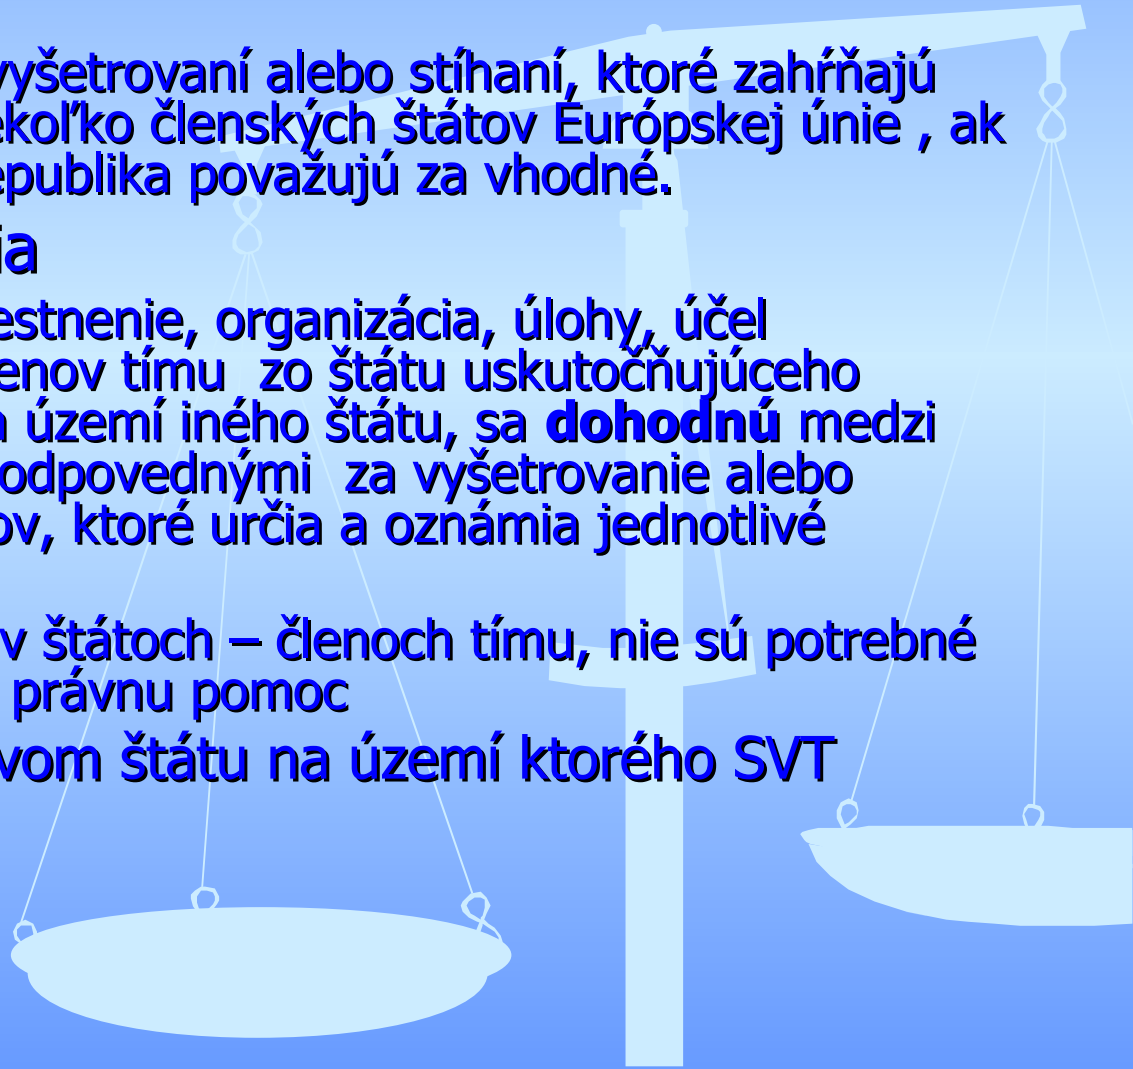 vyšetrovaní alebo stíhaní, ktoré zahŕňajú
ekoľko členských štátov Európskej únie , ak
epublika považujú za vhodné.
ia
estnenie, organizácia, úlohy, účel
enov tímu  zo štátu uskutočňujúceho
a území iného štátu, sa dohodnú medzi
odpovednými  za vyšetrovanie alebo
ov, ktoré určia a oznámia jednotlivé
v štátoch – členoch tímu, nie sú potrebné
právnu pomoc
vom štátu na území ktorého SVT